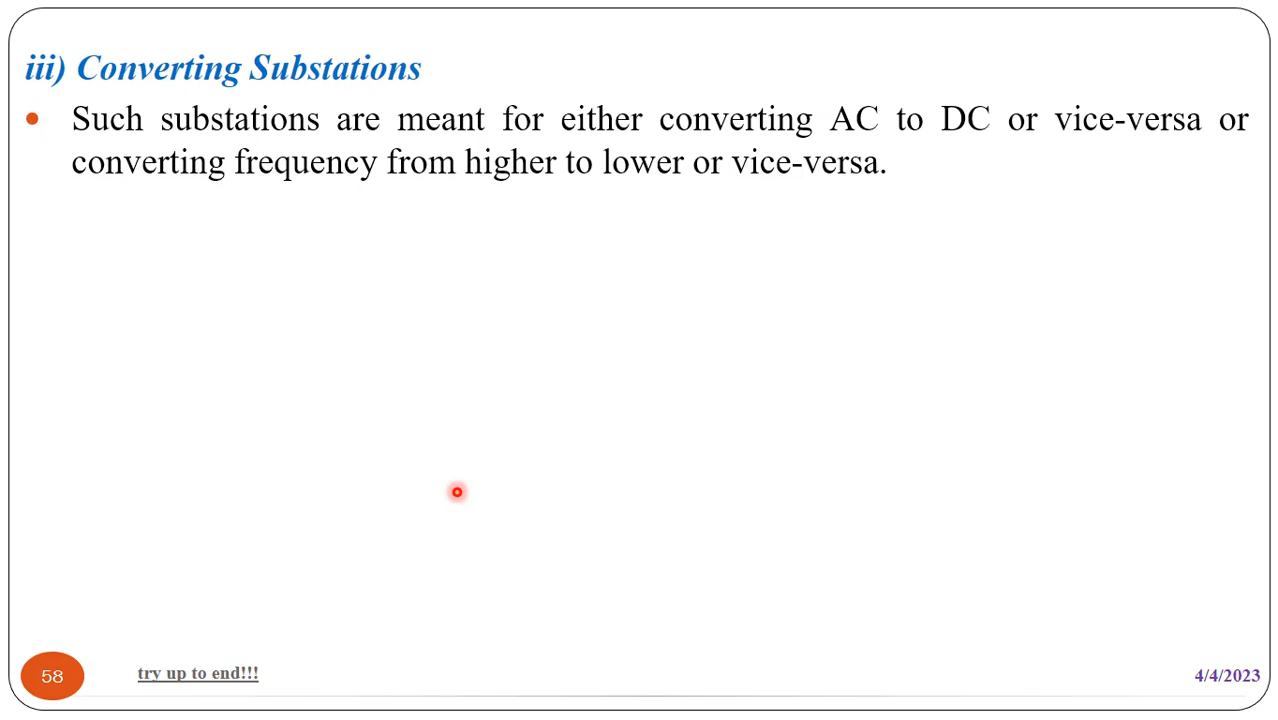 iii) Converting Substations
• Such substations are meant for either converting AC to DC or vice-versa or
converting frequency from higher to lower or vice-versa.
58
try up to end!!!
4/4/2023